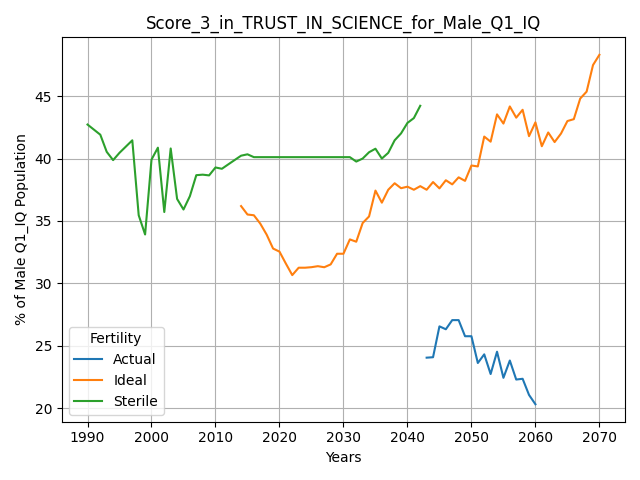 Score_3_in_TRUST_IN_SCIENCE_for_Male_Q1_IQ
% of Male Q1_IQ Population
45
40
35
30
25
20
Fertility
Actual
Ideal
Sterile
1990 2000 2010 2020 2030 2040 2050 2060 2070
Years